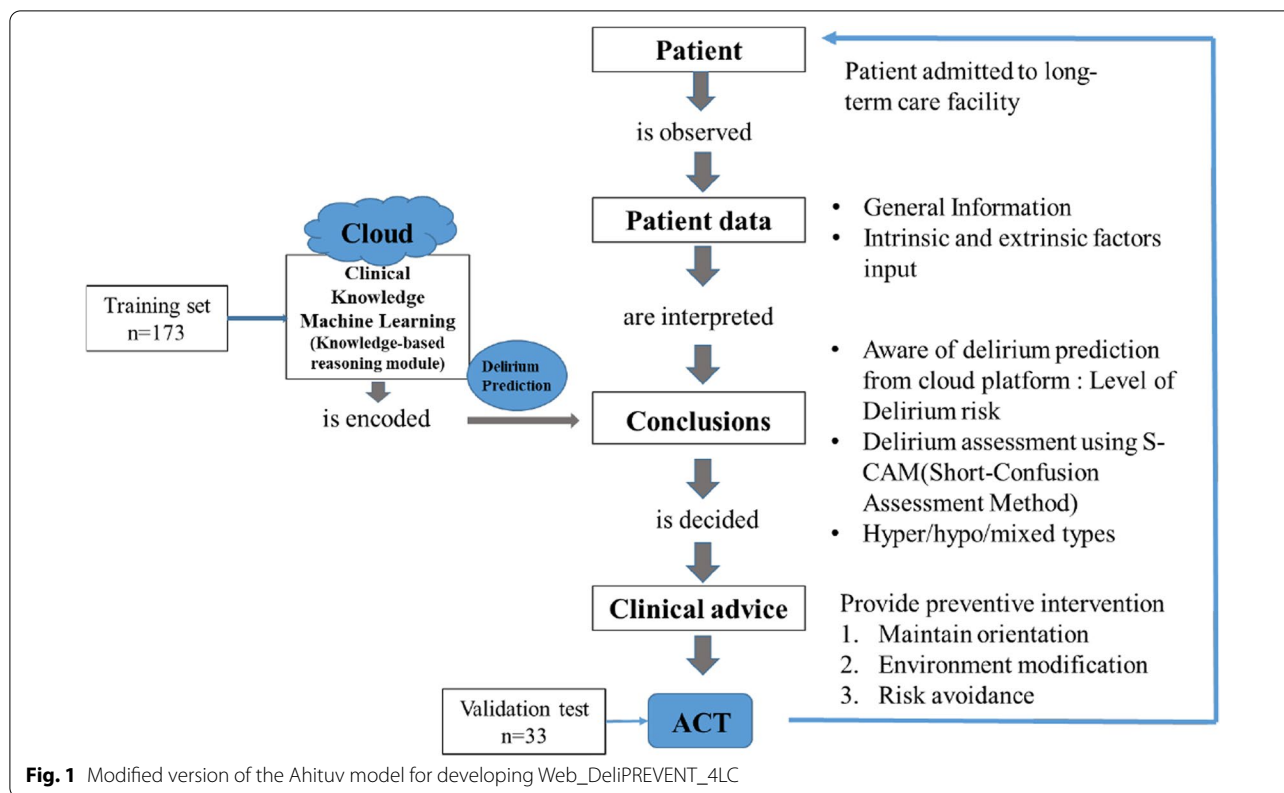 Patient
Patient admitted to long-
term care facility
is observed
Patient data
• General Information
• Intrinsic and extrinsic factors
input
Cloud
Clinical
Knowledge
Machine Learning
(Knowledge-based
reasoning module)
Training set
n=173
are interpreted
Delirium
Prediction
is encoded
Conclusions
• Aware of delirium prediction
from cloud platform : Level of
Delirium risk
• Delirium assessment using S-
CAM(Short-Confusion
Assessment Method)
• Hyper/hypo/mixed types
is decided
Clinical advice
Provide preventive intervention
1. Maintain orientation
2. Environment modification
3. Risk avoidance
Validation test
n=33
ACT
Fig. 1 Modified version of the Ahituv model for developing Web_DeliPREVENT_4LC